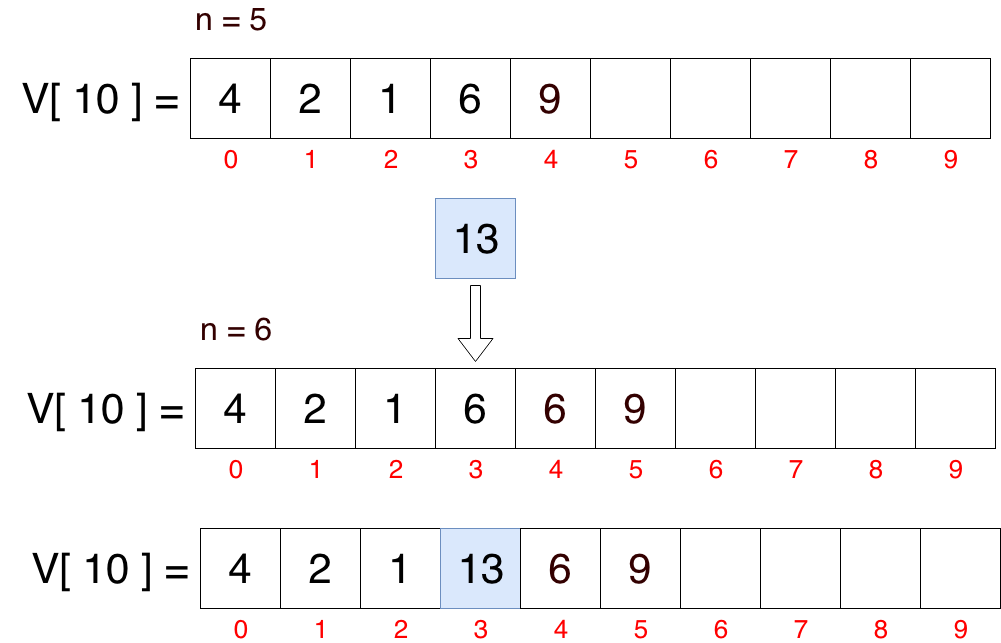 n = 5
V[ 10 ] = 4 2 1 6 9
0 1 2 3 4 5 6 7 8 9
13
n = 6
V[ 10 ] = 4 2 1 6 6 9
0 1 2 3 4 5 6 7 8 9
V[ 10 ] = 4 2 1 13 6 9
0 1 2 3 4 5 6 7 8 9